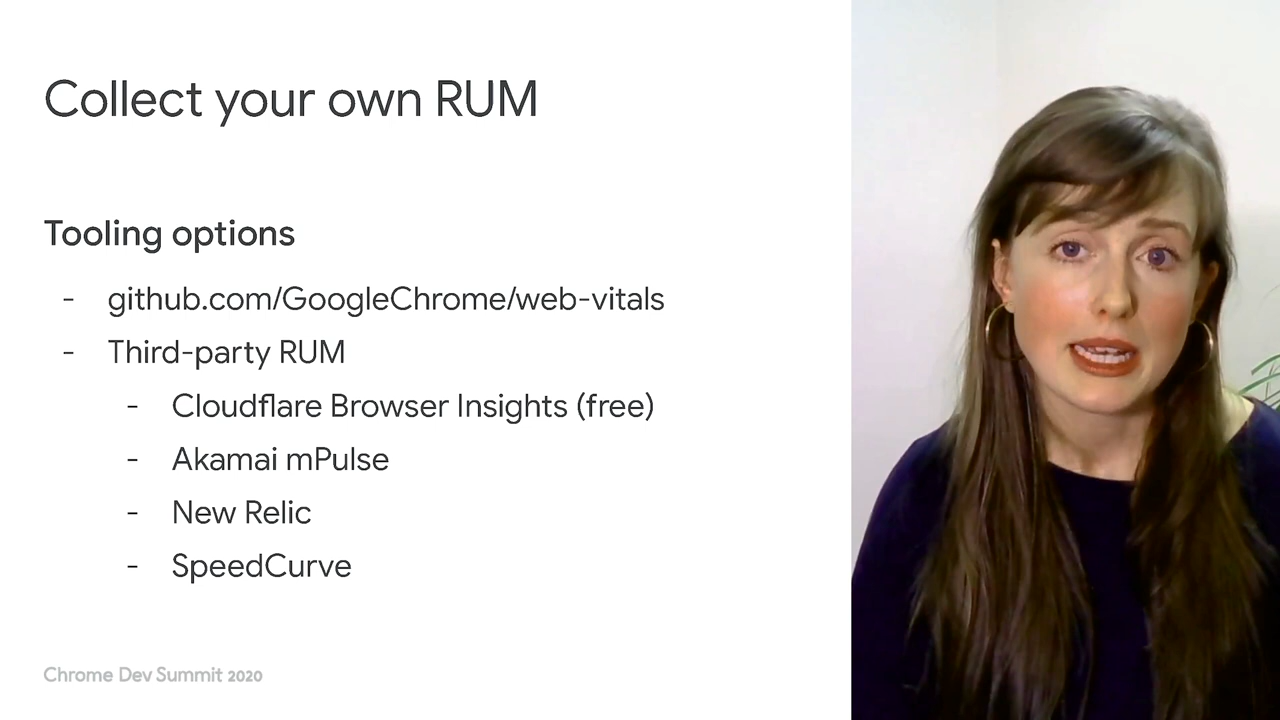 Collect your own RUM
Tooling options
- github.com/GoogleChrome/web-vitals
- Third-party RUM
- Cloudflare Browser Insights (free)
- Akamai mPulse
- New Relic
- SpeedCurve
Chrome Dev Summit 2020